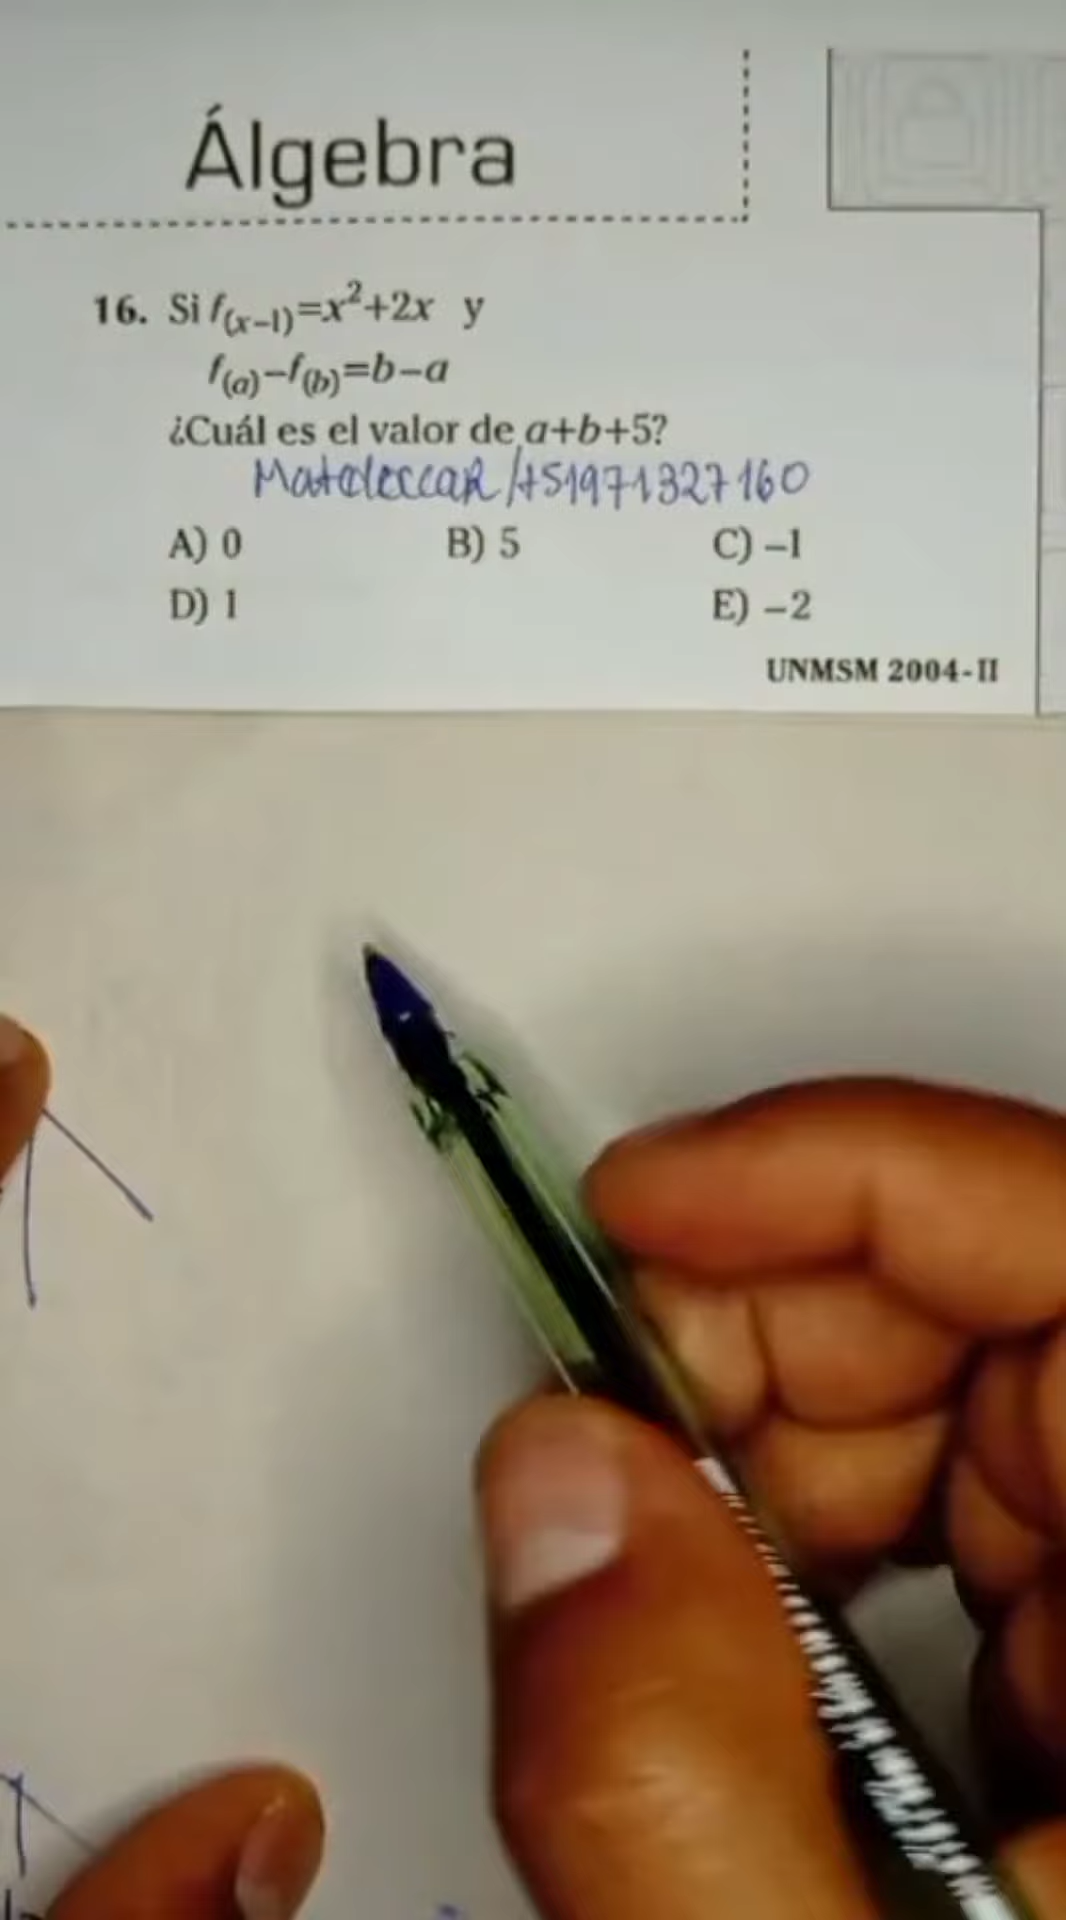 Álgebra
16. Si f(x−1)=x²+2x y
f(a)−f(b)=b−a
¿Cuál es el valor de a+b+5?
MateleccaR /+51971327160
A) 0 B) 5 C) −1
D) 1 E) −2
UNMSM 2004-II